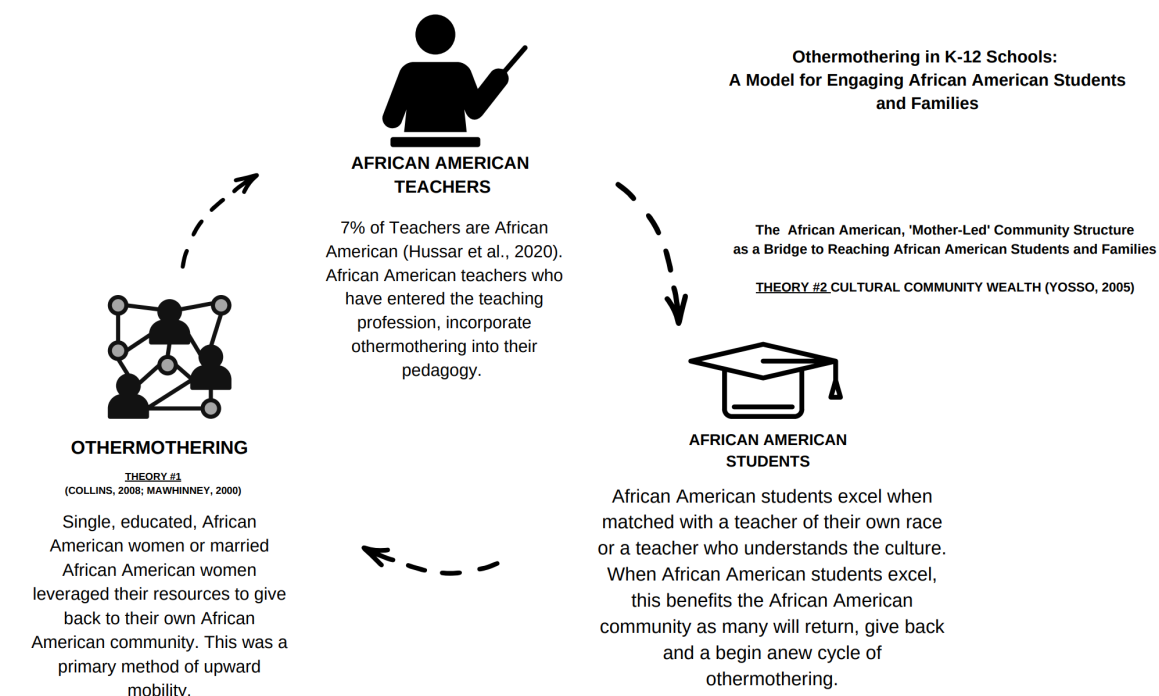 Othermothering in K-12 Schools:
A Model for Engaging African American Students
and Families
AFRICAN AMERICAN
TEACHERS
7% of Teachers are African
American (Hussar et al., 2020).
African American teachers who
have entered the teaching
profession, incorporate
othermothering into their
pedagogy.
The African American, 'Mother-Led' Community Structure
as a Bridge to Reaching African American Students and Families
THEORY #2 CULTURAL COMMUNITY WEALTH (YOSSO, 2005)
AFRICAN AMERICAN
STUDENTS
African American students excel when
matched with a teacher of their own race
or a teacher who understands the culture.
When African American students excel,
this benefits the African American
community as many will return, give back
and a begin anew cycle of
othermothering.
OTHERMOTHERING
THEORY #1
(COLLINS, 2008; MAWHINNEY, 2000)
Single, educated, African
American women or married
African American women
leveraged their resources to give
back to their own African
American community. This was a
primary method of upward
mobility.